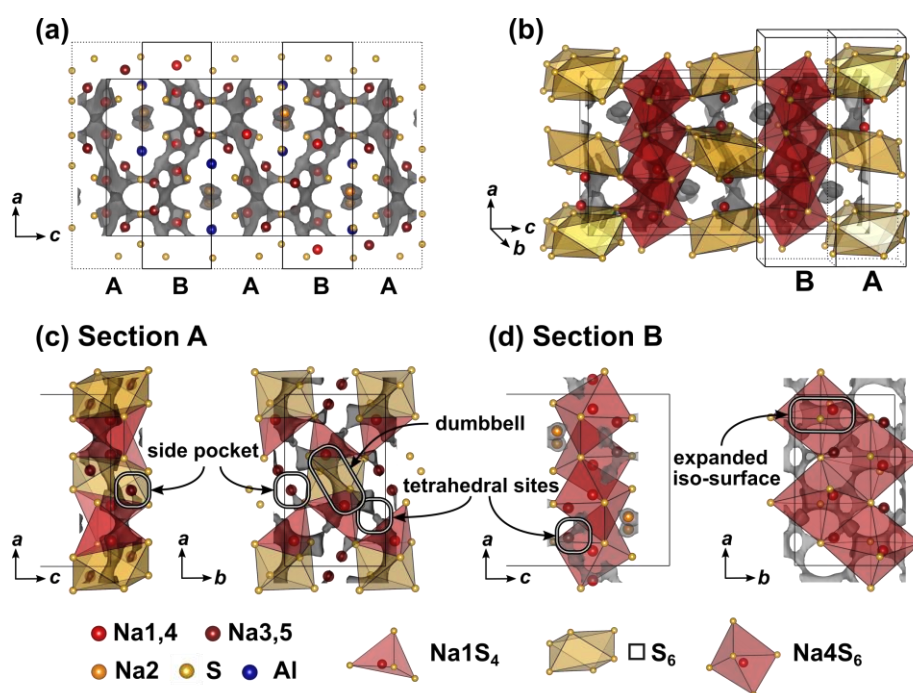 (a)
a
c
A B A B A
(b)
a
c
b
B A
(c) Section A
side pocket
dumbbell
tetrahedral sites
a
c
a
b
(d) Section B
expanded
iso-surface
a
c
a
b
Na1,4 Na3,5
Na2 S Al
Na1S₄
□ S₆
Na4S₆